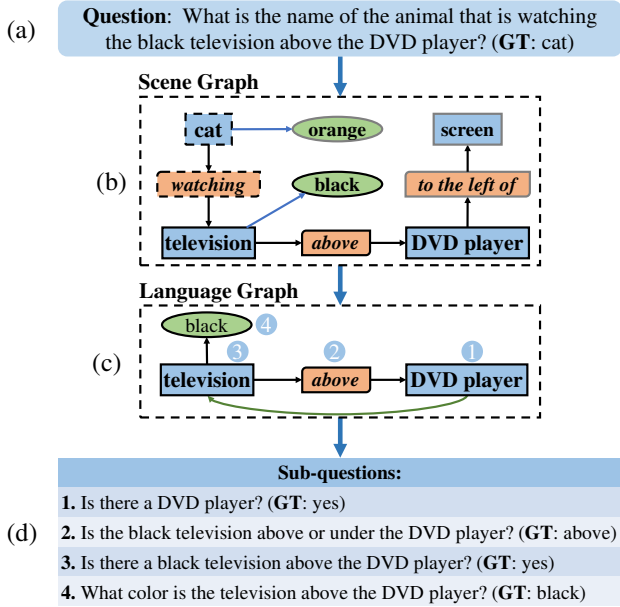 (a)
Question: What is the name of the animal that is watching
the black television above the DVD player? (GT: cat)
Scene Graph
(b)
cat
orange
screen
watching
black
to the left of
television
above
DVD player
Language Graph
(c)
black
4
3
2
1
television
above
DVD player
(d)
Sub-questions:
1. Is there a DVD player? (GT: yes)
2. Is the black television above or under the DVD player? (GT: above)
3. Is there a black television above the DVD player? (GT: yes)
4. What color is the television above the DVD player? (GT: black)